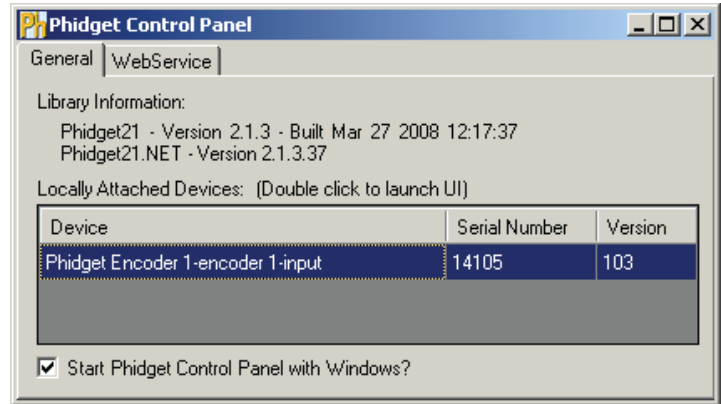 Ph Phidget Control Panel
General WebService
Library Information:
Phidget21 - Version 2.1.3 - Built Mar 27 2008 12:17:37
Phidget21.NET - Version 2.1.3.37
Locally Attached Devices: (Double click to launch UI)
Device Serial Number Version
Phidget Encoder 1-encoder 1-input 14105 103
Start Phidget Control Panel with Windows?